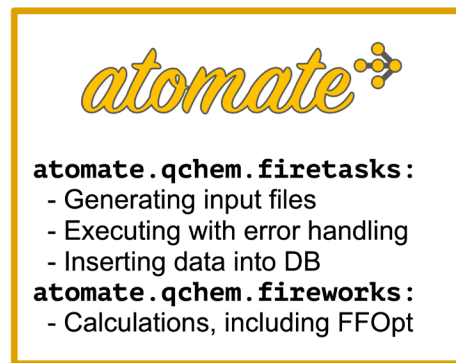 atomate
atomate.qchem.firetasks:
- Generating input files
- Executing with error handling
- Inserting data into DB
atomate.qchem.fireworks:
- Calculations, including FFOpt